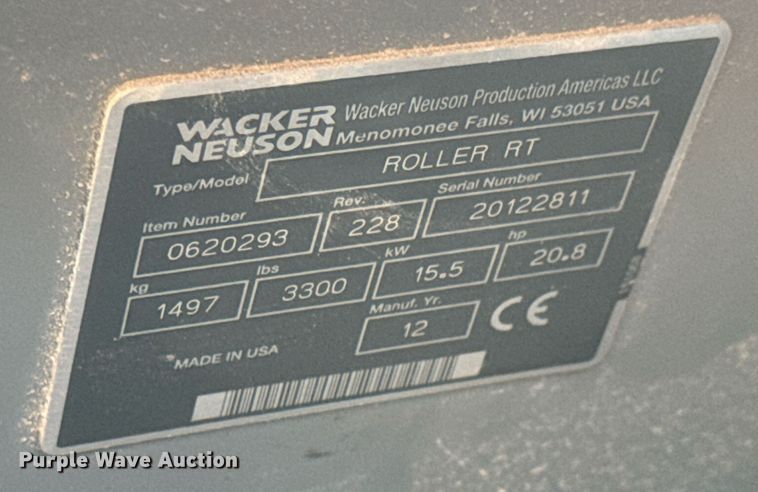 WACKER NEUSON
Wacker Neuson Production Americas LLC
Menomonee Falls, WI 53051 USA
Type/Model ROLLER RT
Item Number Rev. Serial Number
0620293 228 20122811
kg lbs kW hp
1497 3300 15.5 20.8
Manuf. Yr.
12 CE
MADE IN USA
Purple Wave Auction